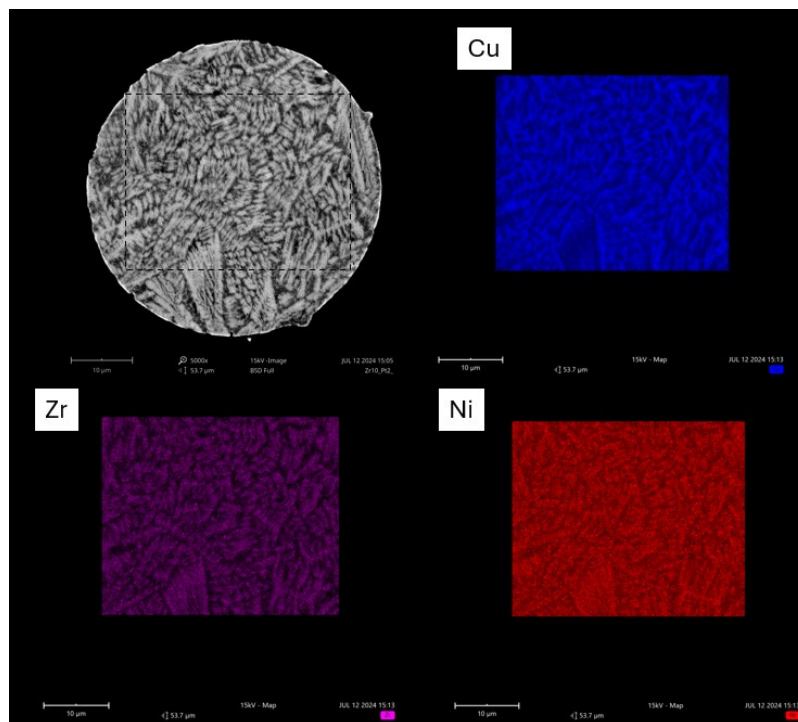 Cu
5000x 15kV -Image JUL 12 2024 15:05
10 μm 53.7 μm BSD Full Zr10_Pt2_
15kV - Map JUL 12 2024 15:13
10 μm 53.7 μm
Zr
Ni
15kV - Map JUL 12 2024 15:13
10 μm 53.7 μm
15kV - Map JUL 12 2024 15:13
10 μm 53.7 μm